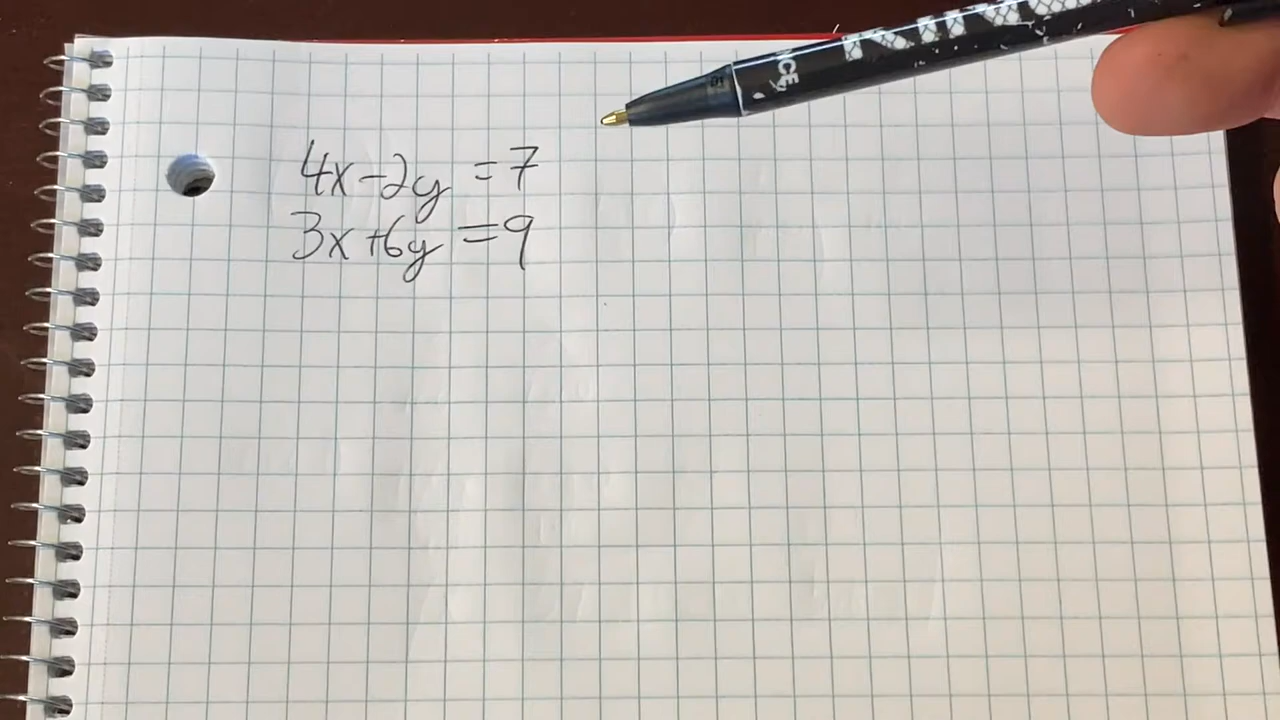 4x-2y = 7
3x+6y = 9